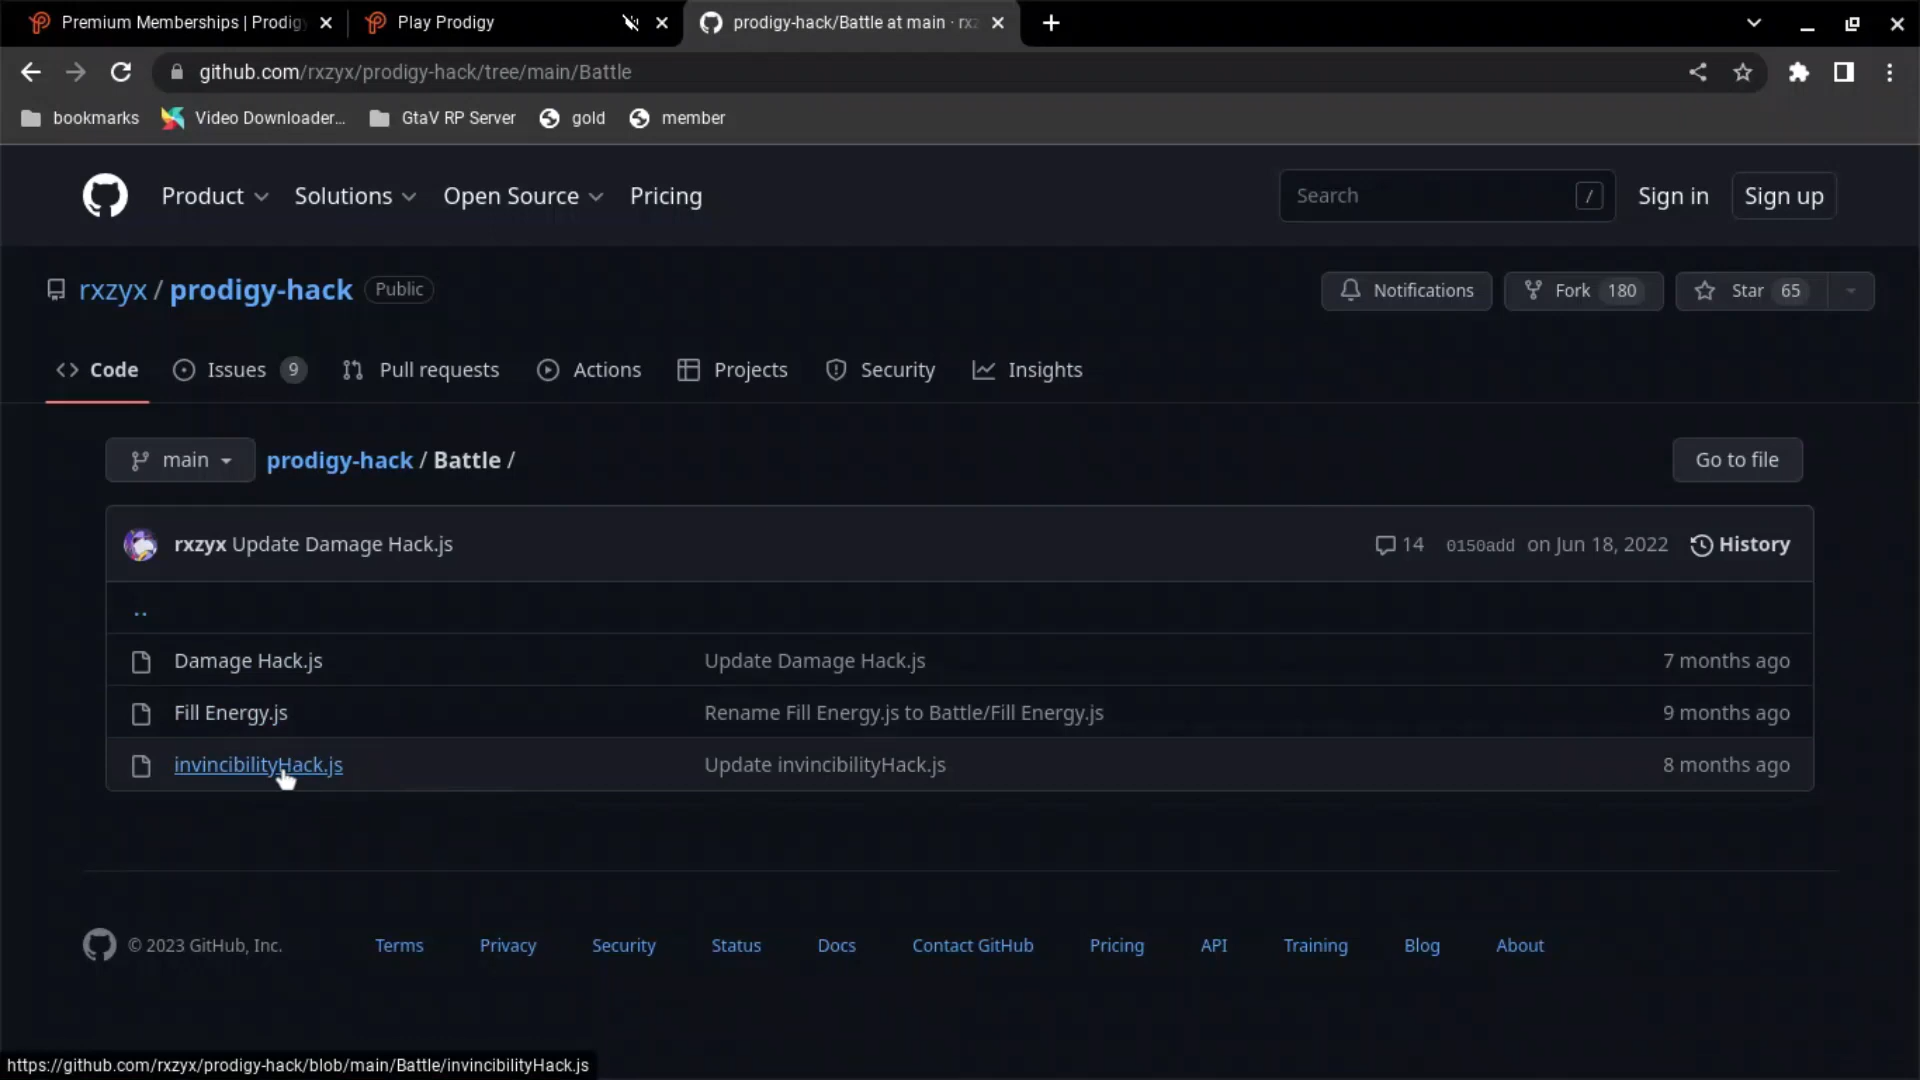 Premium Memberships | Prodigy
Play Prodigy
prodigy-hack/Battle at main · rxz
github.com/rxzyx/prodigy-hack/tree/main/Battle
bookmarks
Video Downloader...
GtaV RP Server
gold
member
Product
Solutions
Open Source
Pricing
Search
/
Sign in
Sign up
rxzyx / prodigy-hack
Public
Notifications
Fork 180
Star 65
<> Code
Issues 9
Pull requests
Actions
Projects
Security
Insights
main
prodigy-hack / Battle /
Go to file
rxzyx Update Damage Hack.js
14
0150add on Jun 18, 2022
History
..
Damage Hack.js
Update Damage Hack.js
7 months ago
Fill Energy.js
Rename Fill Energy.js to Battle/Fill Energy.js
9 months ago
invincibilityHack.js
Update invincibilityHack.js
8 months ago
© 2023 GitHub, Inc.
Terms
Privacy
Security
Status
Docs
Contact GitHub
Pricing
API
Training
Blog
About
https://github.com/rxzyx/prodigy-hack/blob/main/Battle/invincibilityHack.js